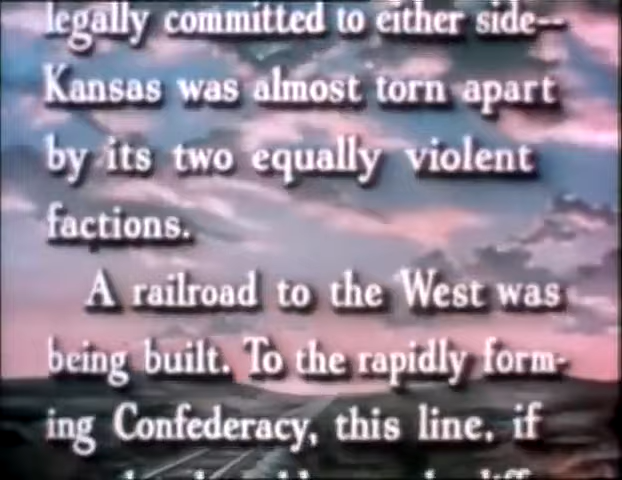 legally committed to either side--
Kansas was almost torn apart
by its two equally violent
factions.
A railroad to the West was
being built. To the rapidly form-
ing Confederacy, this line, if